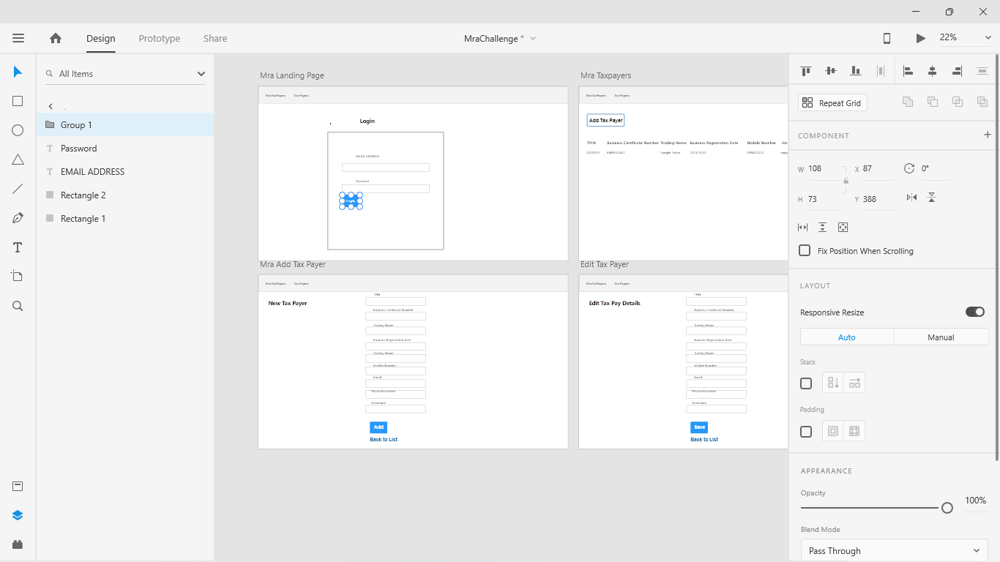 Design
Prototype
Share
MraChallenge *
22%
All Items
Group 1
Password
EMAIL ADDRESS
Rectangle 2
Rectangle 1
Mra Landing Page
MraTaxPayers Tax Payers
Login
EMAIL ADDRESS
Password
Login
Mra Taxpayers
MraTaxPayers Tax Payers
Add Tax Payer
TPIN Business Certificate Number Trading Name Business Registration Date Mobile Number Em
Mra Add Tax Payer
MraTaxPayers Tax Payers
New Tax Payer
TPIN
Business Certificate Number
Trading Name
Business Registration Date
Trading Name
Mobile Number
Email
Physical Location
Username
Add
Back to List
Edit Tax Payer
MraTaxPayers Tax Payers
Edit Tax Pay Details
TPIN
Business Certificate Number
Trading Name
Business Registration Date
Trading Name
Mobile Number
Email
Physical Location
Username
Save
Back to List
Repeat Grid
COMPONENT
W 108 X 87 0°
H 73 Y 388
Fix Position When Scrolling
LAYOUT
Responsive Resize
Auto Manual
Stack
Padding
APPEARANCE
Opacity
100%
Blend Mode
Pass Through